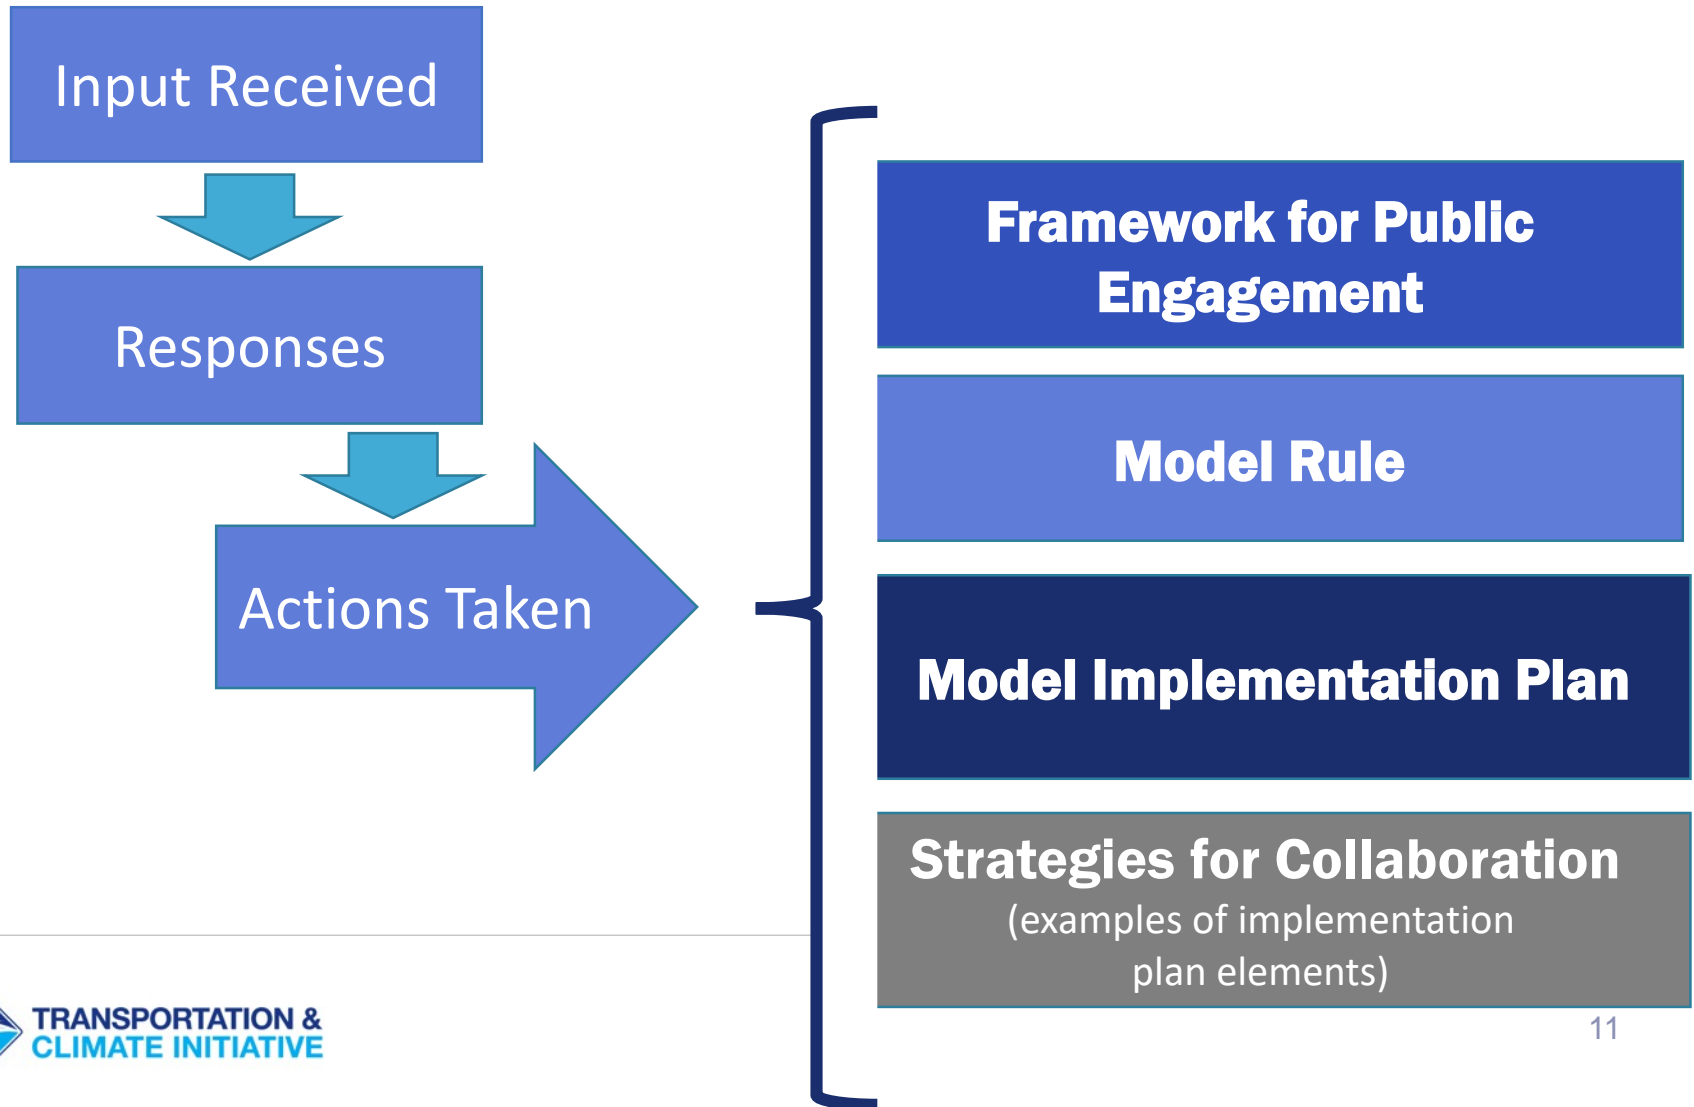 Input Received
Responses
Actions Taken
Framework for Public
Engagement
Model Rule
Model Implementation Plan
Strategies for Collaboration
(examples of implementation
plan elements)
TRANSPORTATION &
CLIMATE INITIATIVE
11